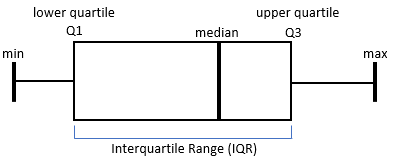 lower quartile upper quartile
Q1 median Q3
min max
Interquartile Range (IQR)